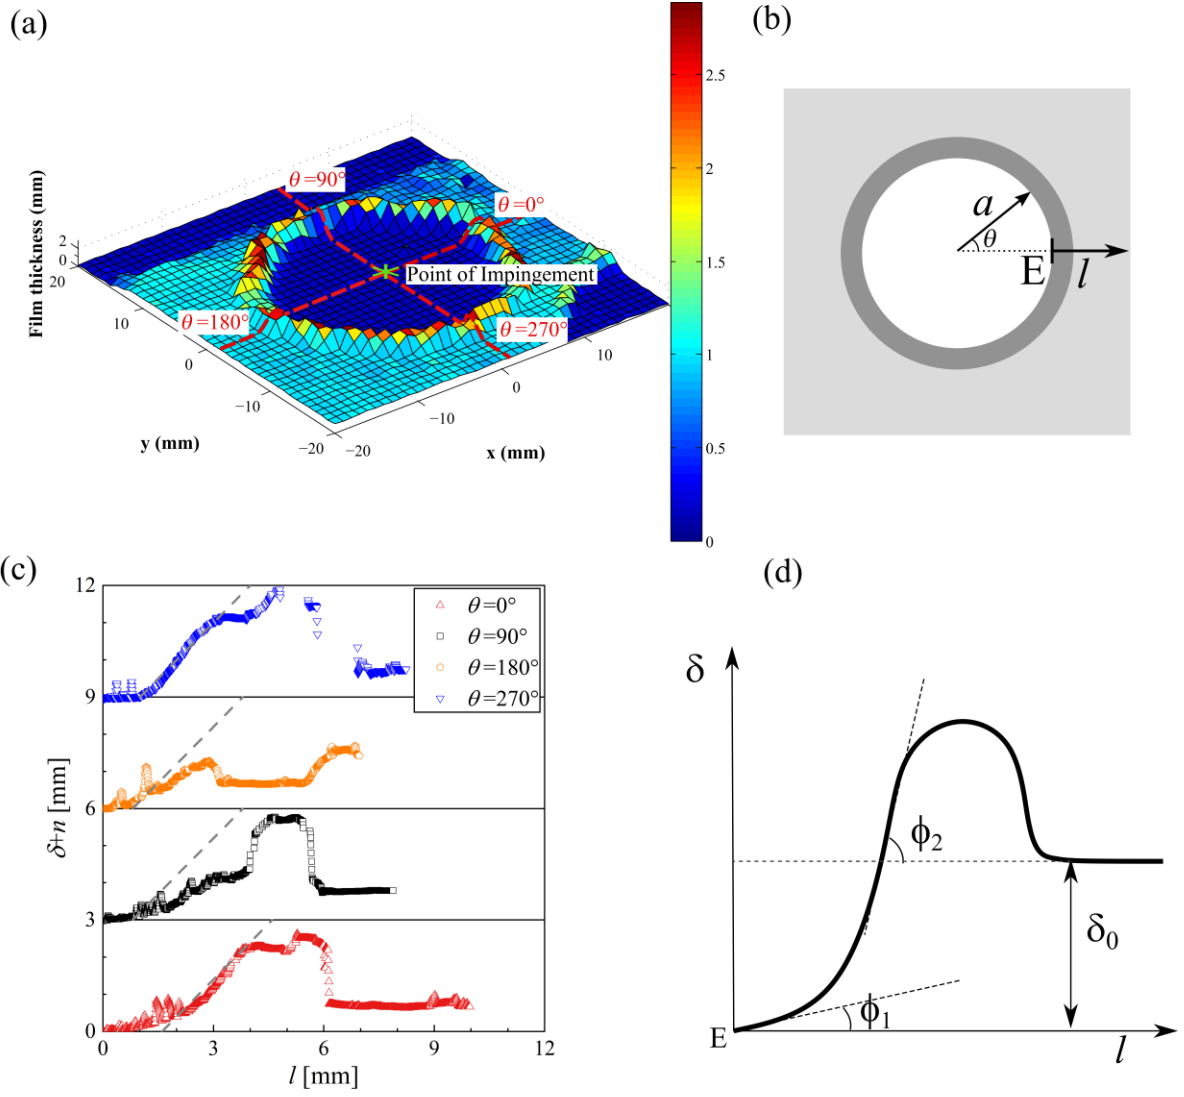 (a)
Film thickness (mm)
2
0
20
10
0
−10
−20
y (mm)
−20
−10
0
10
x (mm)
θ=90°
θ=0°
Point of Impingement
θ=180°
θ=270°
2.5
2
1.5
1
0.5
0
(b)
a
θ
E
l
(c)
δ+n [mm]
12
9
6
3
0
θ=0°
θ=90°
θ=180°
θ=270°
0
3
6
9
12
l [mm]
(d)
δ
ϕ2
δ0
ϕ1
E
l